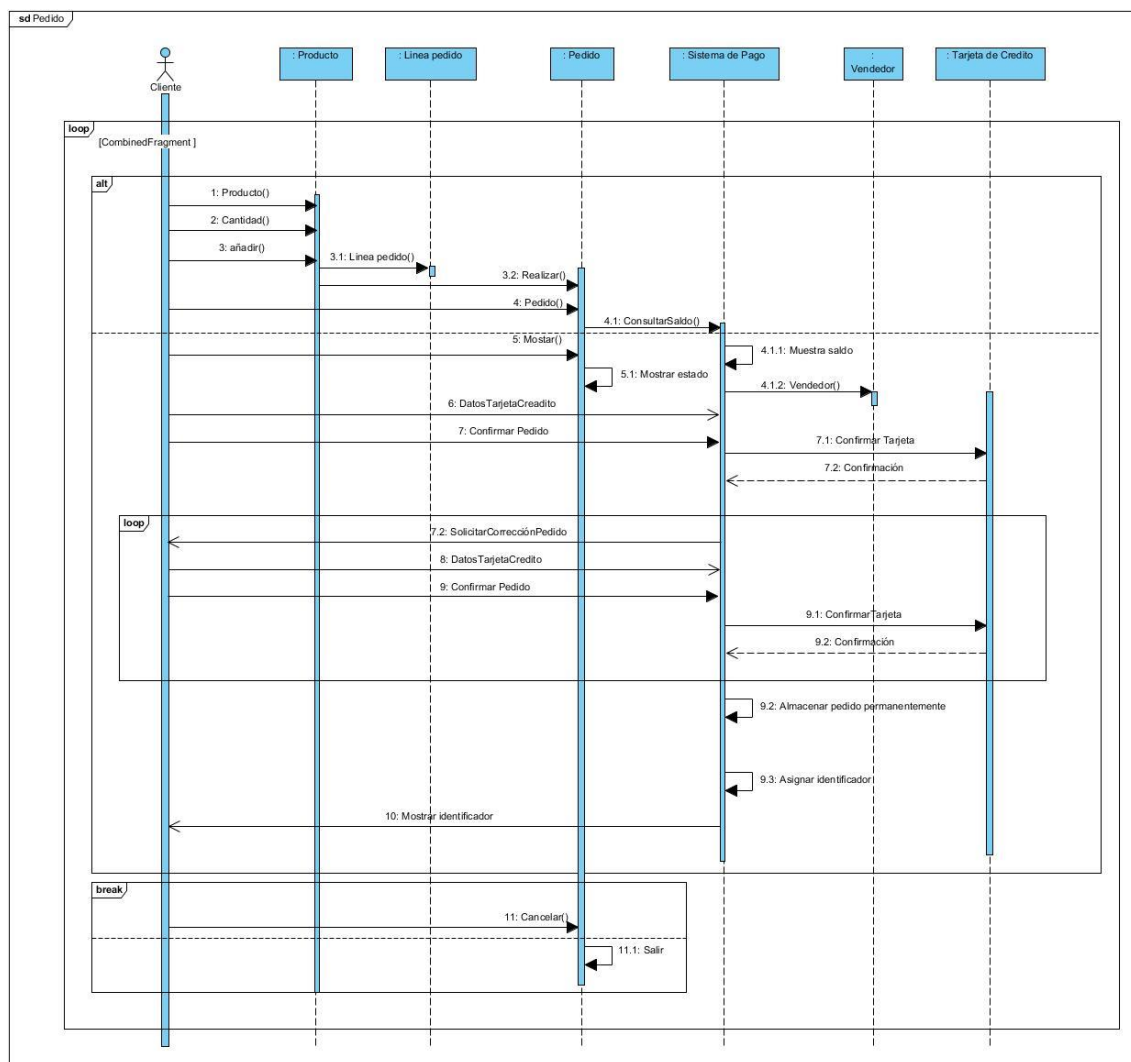 sd Pedido
: Producto
: Linea pedido
: Pedido
: Sistema de Pago
:
Vendedor
: Tarjeta de Credito
Cliente
loop
[CombinedFragment ]
alt
1: Producto()
2: Cantidad()
3: añadir()
3.1: Linea pedido()
3.2: Realizar()
4: Pedido()
4.1: ConsultarSaldo()
5: Mostar()
4.1.1: Muestra saldo
5.1: Mostrar estado
4.1.2: Vendedor()
6: DatosTarjetaCreadito
7: Confirmar Pedido
7.1: Confirmar Tarjeta
7.2: Confirmación
loop
7.2: SolicitarCorrecciónPedido
8: DatosTarjetaCredito
9: Confirmar Pedido
9.1: ConfirmarTarjeta
9.2: Confirmación
9.2: Almacenar pedido permanentemente
9.3: Asignar identificador
10: Mostrar identificador
break
11: Cancelar()
11.1: Salir